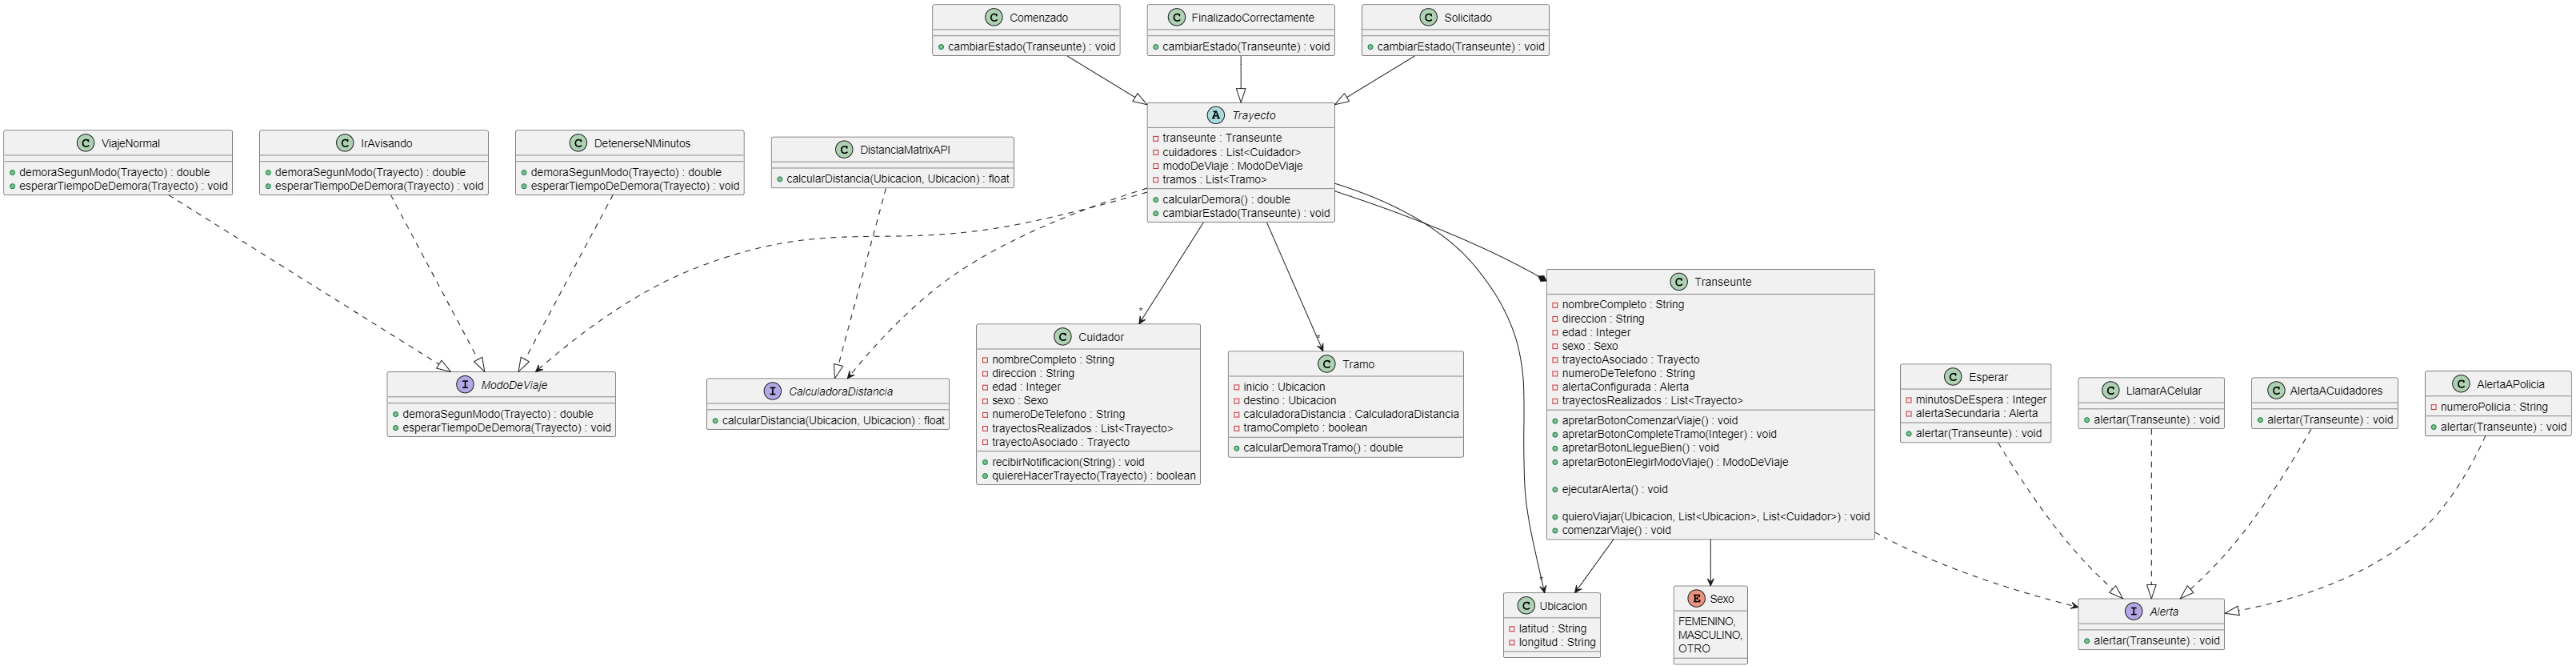 C Comenzado
cambiarEstado(Transeunte) : void
C FinalizadoCorrectamente
cambiarEstado(Transeunte) : void
C Solicitado
cambiarEstado(Transeunte) : void
C ViajeNormal
demoraSegunModo(Trayecto) : double
esperarTiempoDeDemora(Trayecto) : void
C IrAvisando
demoraSegunModo(Trayecto) : double
esperarTiempoDeDemora(Trayecto) : void
C DetenerseNMinutos
demoraSegunModo(Trayecto) : double
esperarTiempoDeDemora(Trayecto) : void
C DistanciaMatrixAPI
calcularDistancia(Ubicacion, Ubicacion) : float
A Trayecto
transeunte : Transeunte
cuidadores : List<Cuidador>
modoDeViaje : ModoDeViaje
tramos : List<Tramo>
calcularDemora() : double
cambiarEstado(Transeunte) : void
*
*
*
I ModoDeViaje
demoraSegunModo(Trayecto) : double
esperarTiempoDeDemora(Trayecto) : void
I CalculadoraDistancia
calcularDistancia(Ubicacion, Ubicacion) : float
C Cuidador
nombreCompleto : String
direccion : String
edad : Integer
sexo : Sexo
numeroDeTelefono : String
trayectosRealizados : List<Trayecto>
trayectoAsociado : Trayecto
recibirNotificacion(String) : void
quiereHacerTrayecto(Trayecto) : boolean
C Tramo
inicio : Ubicacion
destino : Ubicacion
calculadoraDistancia : CalculadoraDistancia
tramoCompleto : boolean
calcularDemoraTramo() : double
C Transeunte
nombreCompleto : String
direccion : String
edad : Integer
sexo : Sexo
trayectoAsociado : Trayecto
numeroDeTelefono : String
alertaConfigurada : Alerta
trayectosRealizados : List<Trayecto>
apretarBotonComenzarViaje() : void
apretarBotonCompleteTramo(Integer) : void
apretarBotonLlegueBien() : void
apretarBotonElegirModoViaje() : ModoDeViaje
ejecutarAlerta() : void
quieroViajar(Ubicacion, List<Ubicacion>, List<Cuidador>) : void
comenzarViaje() : void
C Esperar
minutosDeEspera : Integer
alertaSecundaria : Alerta
alertar(Transeunte) : void
C LlamarACelular
alertar(Transeunte) : void
C AlertaACuidadores
alertar(Transeunte) : void
C AlertaAPolicia
numeroPolicia : String
alertar(Transeunte) : void
C Ubicacion
latitud : String
longitud : String
E Sexo
FEMENINO,
MASCULINO,
OTRO
I Alerta
alertar(Transeunte) : void